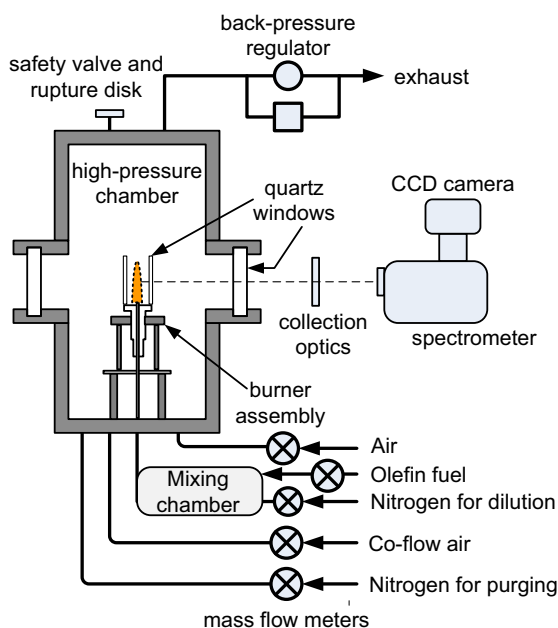 back-pressure
regulator
safety valve and
rupture disk
exhaust
high-pressure
chamber
quartz
windows
CCD camera
collection
optics
spectrometer
burner
assembly
Air
Mixing
chamber
Olefin fuel
Nitrogen for dilution
Co-flow air
Nitrogen for purging
mass flow meters